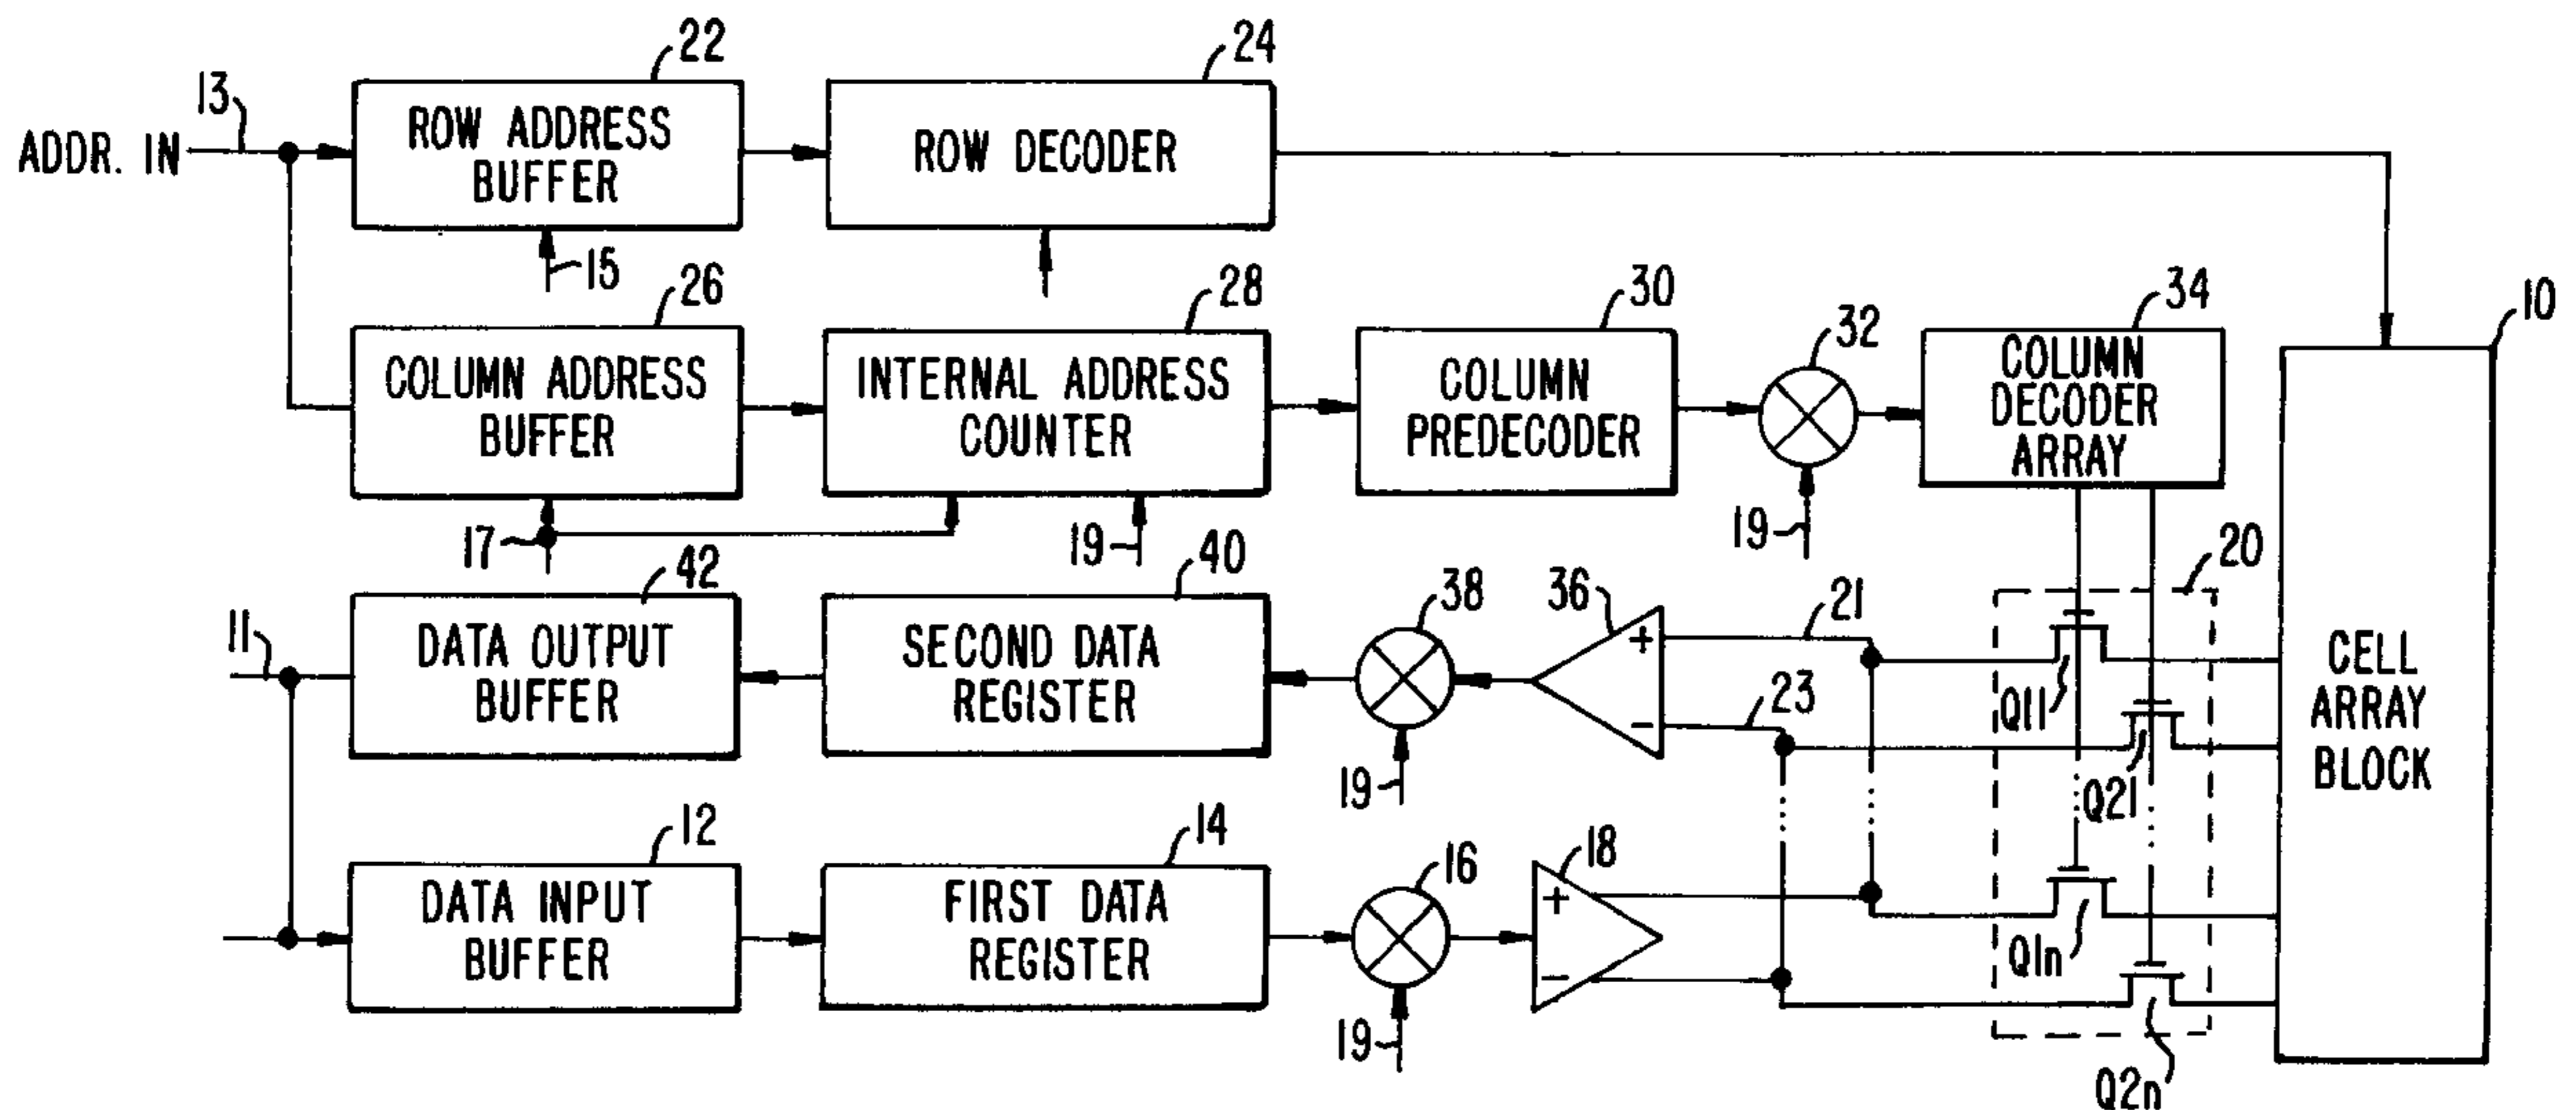 22
24
13
ADDR. IN
ROW ADDRESS
BUFFER
ROW DECODER
15
26
28
30
32
34
10
COLUMN ADDRESS
BUFFER
INTERNAL ADDRESS
COUNTER
COLUMN
PREDECODER
COLUMN
DECODER
ARRAY
17
19
19
42
40
38
36
21
20
11
DATA OUTPUT
BUFFER
SECOND DATA
REGISTER
+
−
23
Q11
Q21
CELL
ARRAY
BLOCK
19
12
14
16
18
DATA INPUT
BUFFER
FIRST DATA
REGISTER
+
−
Q1n
19
Q2n